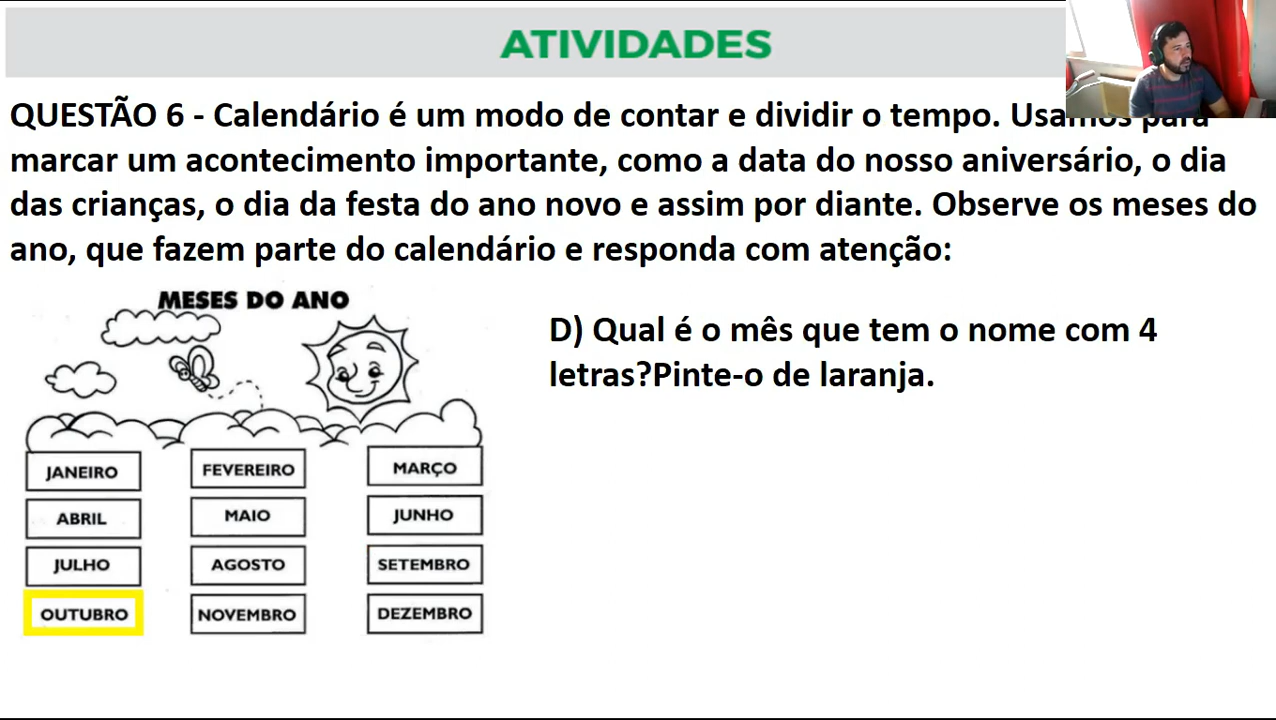 ATIVIDADES
QUESTÃO 6 - Calendário é um modo de contar e dividir o tempo. Usamos para
marcar um acontecimento importante, como a data do nosso aniversário, o dia
das crianças, o dia da festa do ano novo e assim por diante. Observe os meses do
ano, que fazem parte do calendário e responda com atenção:
MESES DO ANO
D) Qual é o mês que tem o nome com 4
letras?Pinte-o de laranja.
JANEIRO FEVEREIRO MARÇO
ABRIL MAIO JUNHO
JULHO AGOSTO SETEMBRO
OUTUBRO NOVEMBRO DEZEMBRO